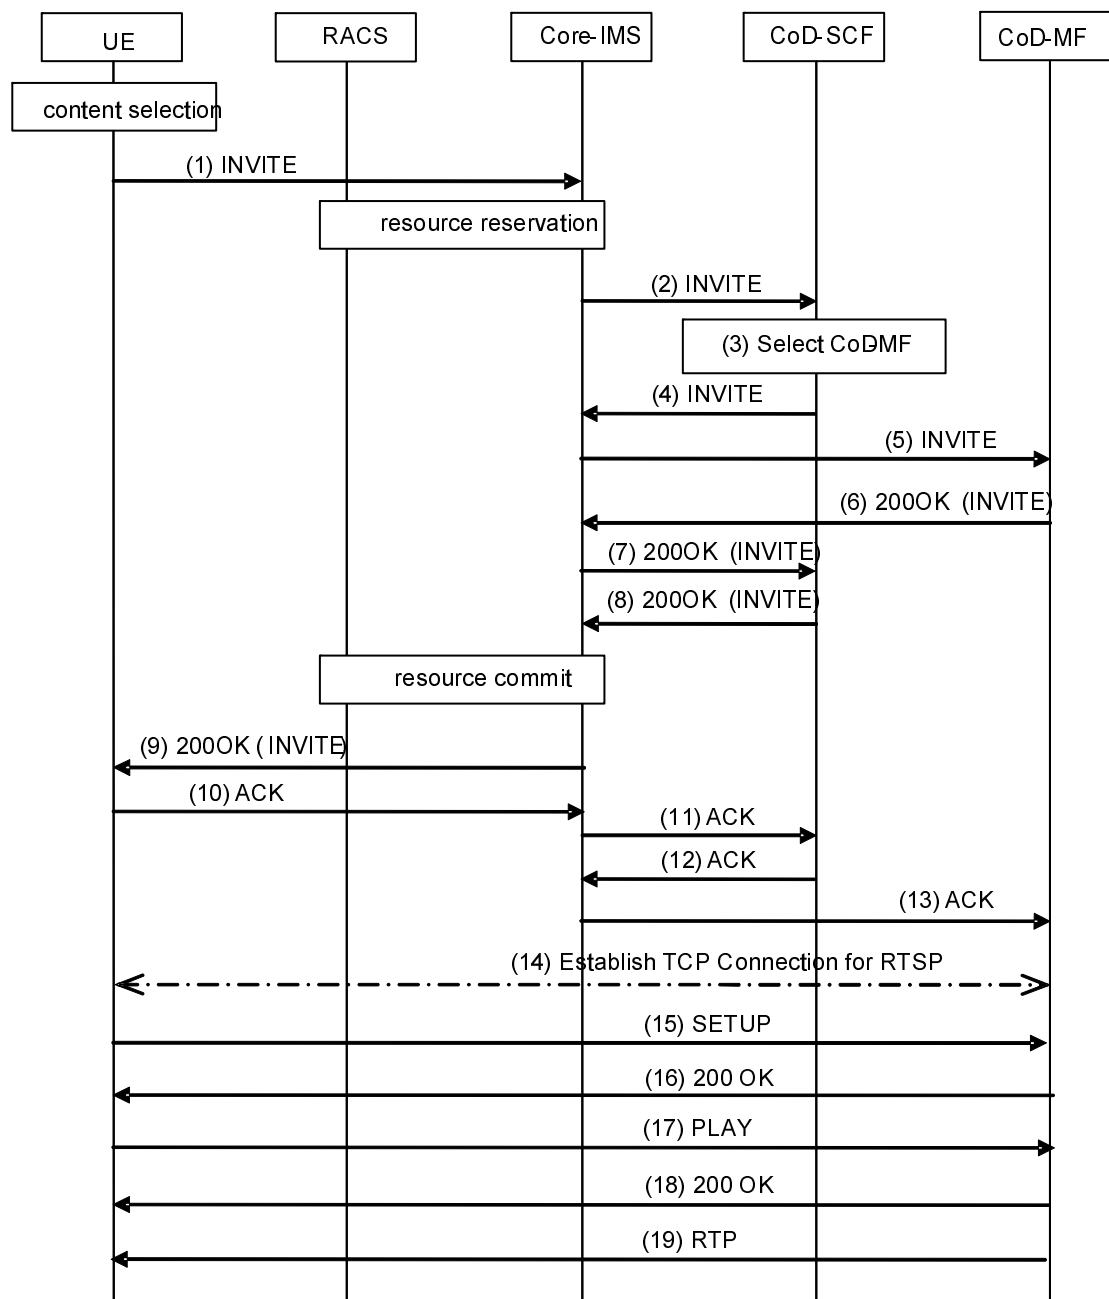 UE
RACS
Core-IMS
CoD-SCF
CoD-MF
content selection
(1) INVITE
resource reservation
(2) INVITE
(3) Select CoD-MF
(4) INVITE
(5) INVITE
(6) 200OK (INVITE)
(7) 200OK (INVITE)
(8) 200OK (INVITE)
resource commit
(9) 200OK ( INVITE)
(10) ACK
(11) ACK
(12) ACK
(13) ACK
(14) Establish TCP Connection for RTSP
(15) SETUP
(16) 200 OK
(17) PLAY
(18) 200 OK
(19) RTP